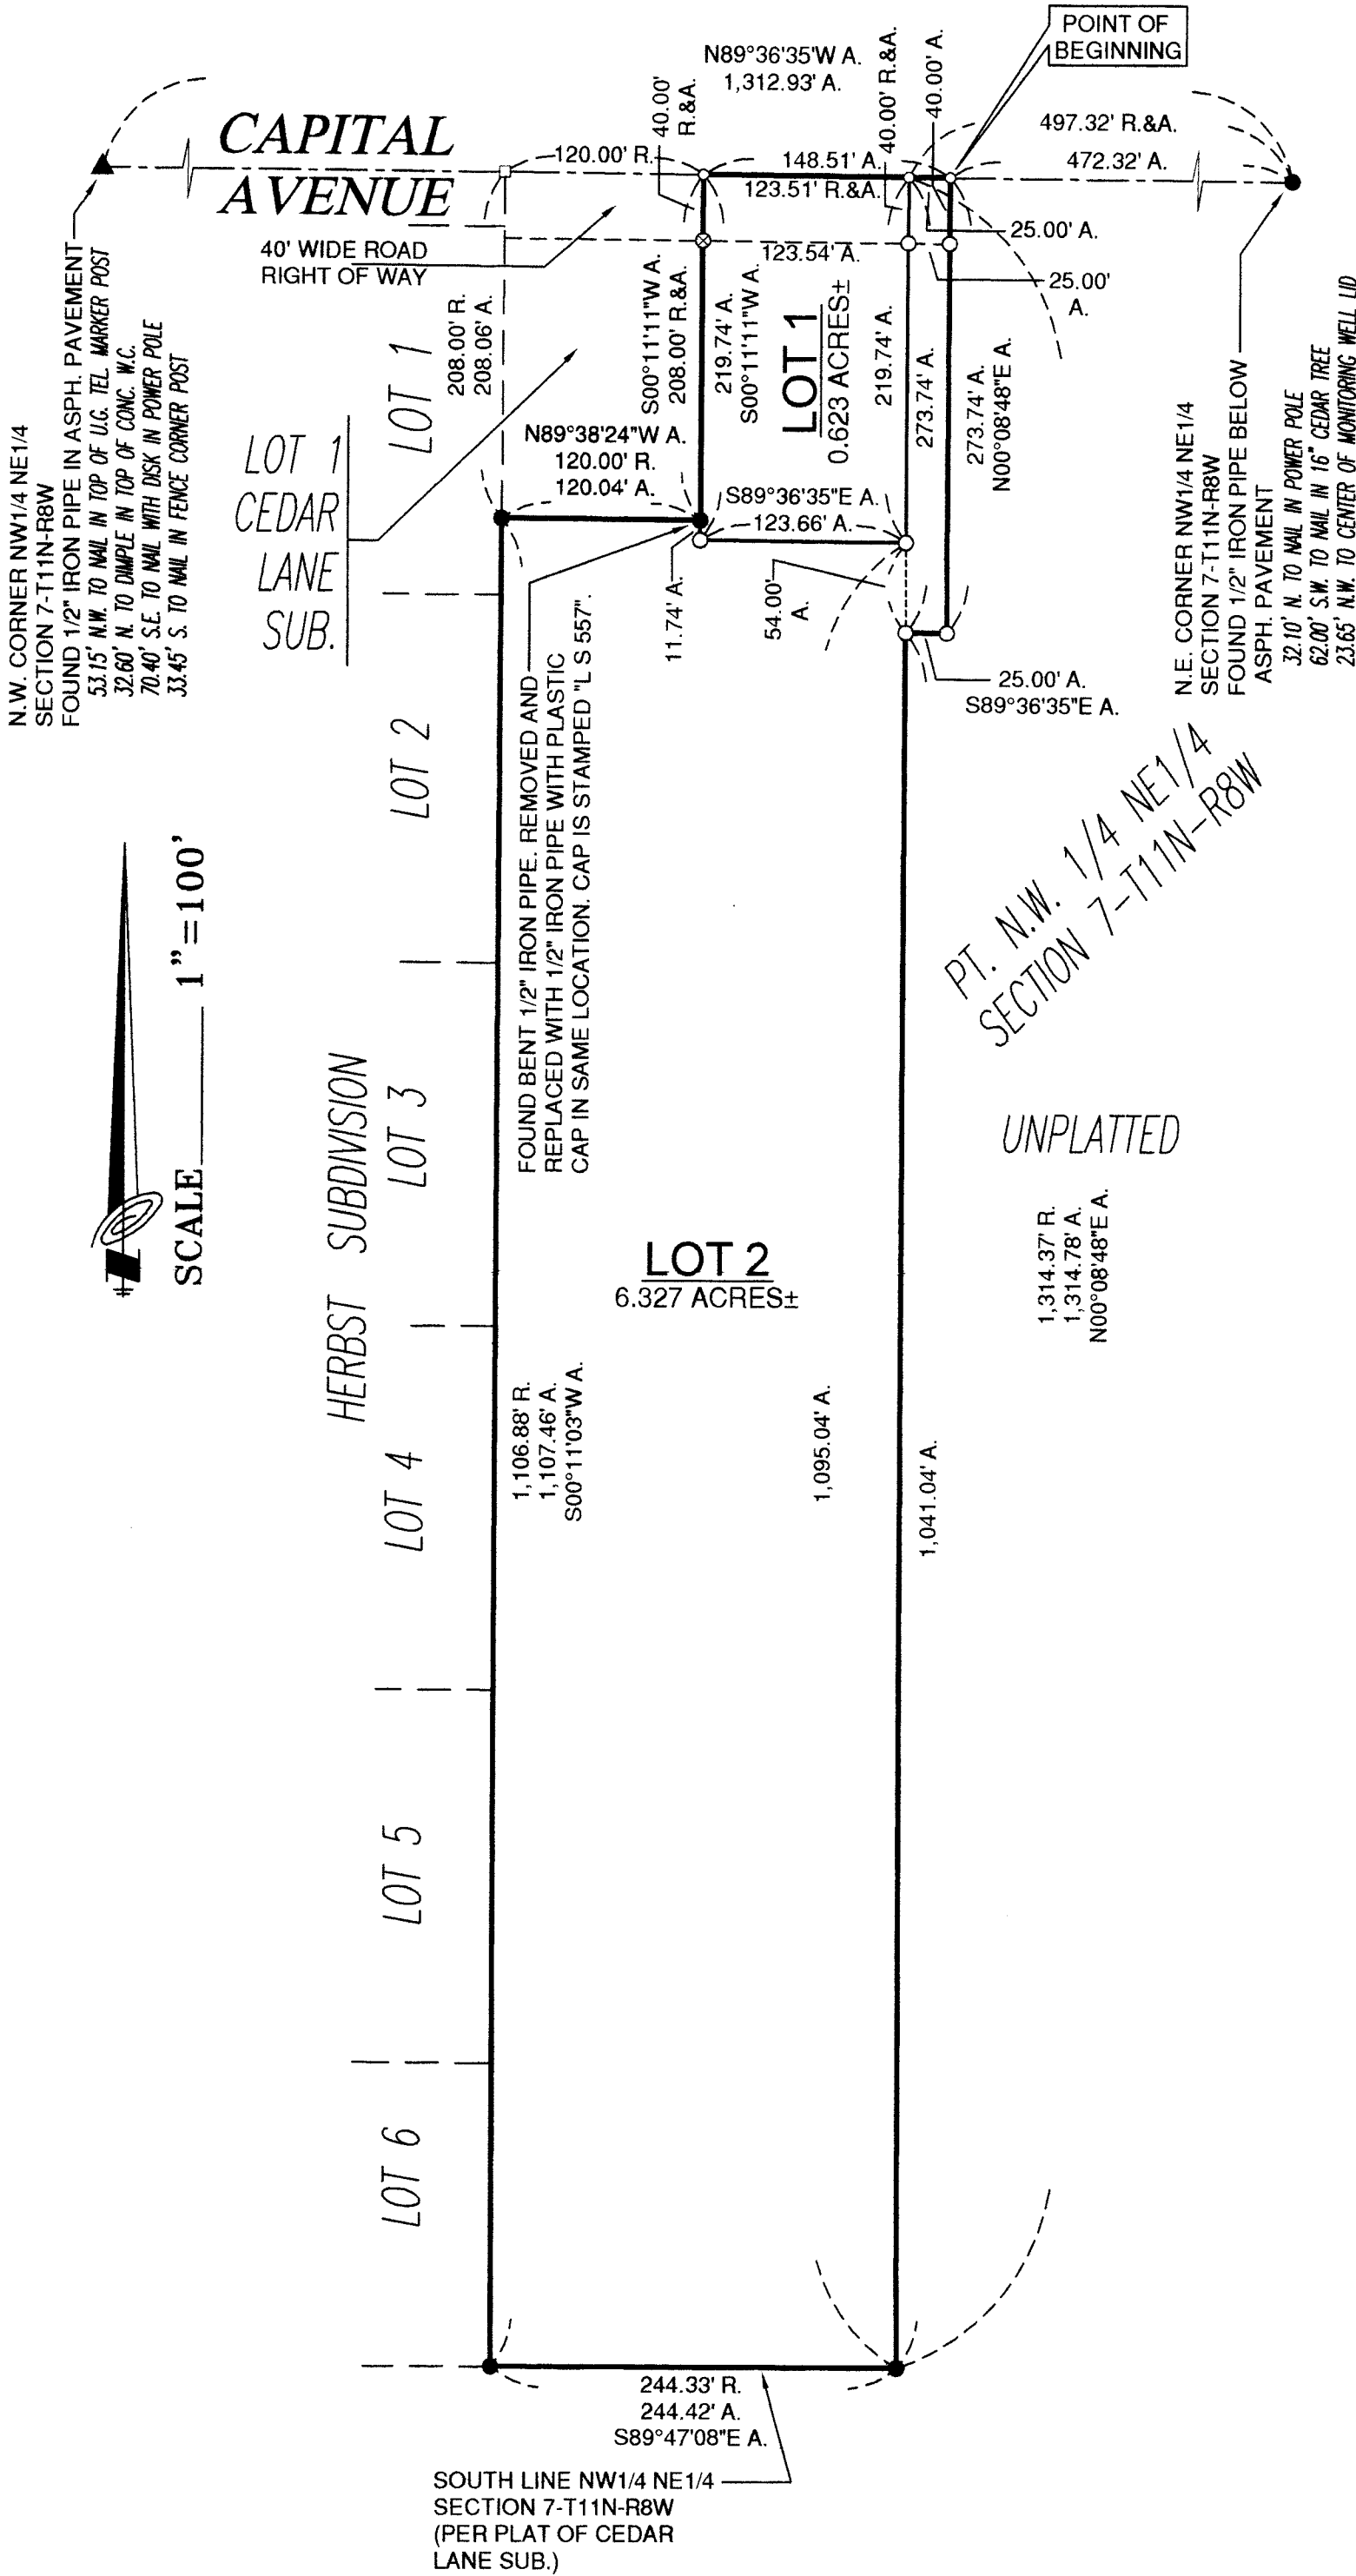 POINT OF
BEGINNING
N89°36'35"W A.
1,312.93' A.
40.00'
R.&A.
40.00' R.&A.
40.00' A.
497.32' R.&A.
472.32' A.
CAPITAL
AVENUE
120.00' R.
148.51' A.
123.51' R.&A.
25.00' A.
40' WIDE ROAD
RIGHT OF WAY
123.54' A.
25.00'
A.
N.W. CORNER NW1/4 NE1/4
SECTION 7-T11N-R8W
FOUND 1/2" IRON PIPE IN ASPH. PAVEMENT
53.15' N.W. TO NAIL IN TOP OF U.G. TEL. MARKER POST
32.60' N. TO DIMPLE IN TOP OF CONC. W.C.
70.40' S.E. TO NAIL WITH DISK IN POWER POLE
33.45' S. TO NAIL IN FENCE CORNER POST
LOT 1
208.00' R.
208.06' A.
S00°11'11"W A.
208.00' R.&A.
219.74' A.
S00°11'11"W A.
LOT 1
0.623 ACRES±
219.74' A.
273.74' A.
273.74' A.
N00°08'48"E A.
N.E. CORNER NW1/4 NE1/4
SECTION 7-T11N-R8W
FOUND 1/2" IRON PIPE BELOW
ASPH. PAVEMENT
32.10' N. TO NAIL IN POWER POLE
62.00' S.W. TO NAIL IN 16" CEDAR TREE
23.65' N.W. TO CENTER OF MONITORING WELL LID
LOT 1
CEDAR
LANE
SUB.
N89°38'24"W A.
120.00' R.
120.04' A.
S89°36'35"E A.
123.66' A.
11.74' A.
54.00'
A.
25.00' A.
S89°36'35"E A.
LOT 2
FOUND BENT 1/2" IRON PIPE. REMOVED AND
REPLACED WITH 1/2" IRON PIPE WITH PLASTIC
CAP IN SAME LOCATION. CAP IS STAMPED "L S 557".
PT. N.W. 1/4 NE1/4
SECTION 7-T11N-R8W
SCALE 1"=100'
HERBST SUBDIVISION
LOT 3
UNPLATTED
LOT 2
6.327 ACRES±
1,314.37' R.
1,314.78' A.
N00°08'48"E A.
LOT 4
1,106.88' R.
1,107.46' A.
S00°11'03"W A.
1,095.04' A.
1,041.04' A.
LOT 5
LOT 6
244.33' R.
244.42' A.
S89°47'08"E A.
SOUTH LINE NW1/4 NE1/4
SECTION 7-T11N-R8W
(PER PLAT OF CEDAR
LANE SUB.)